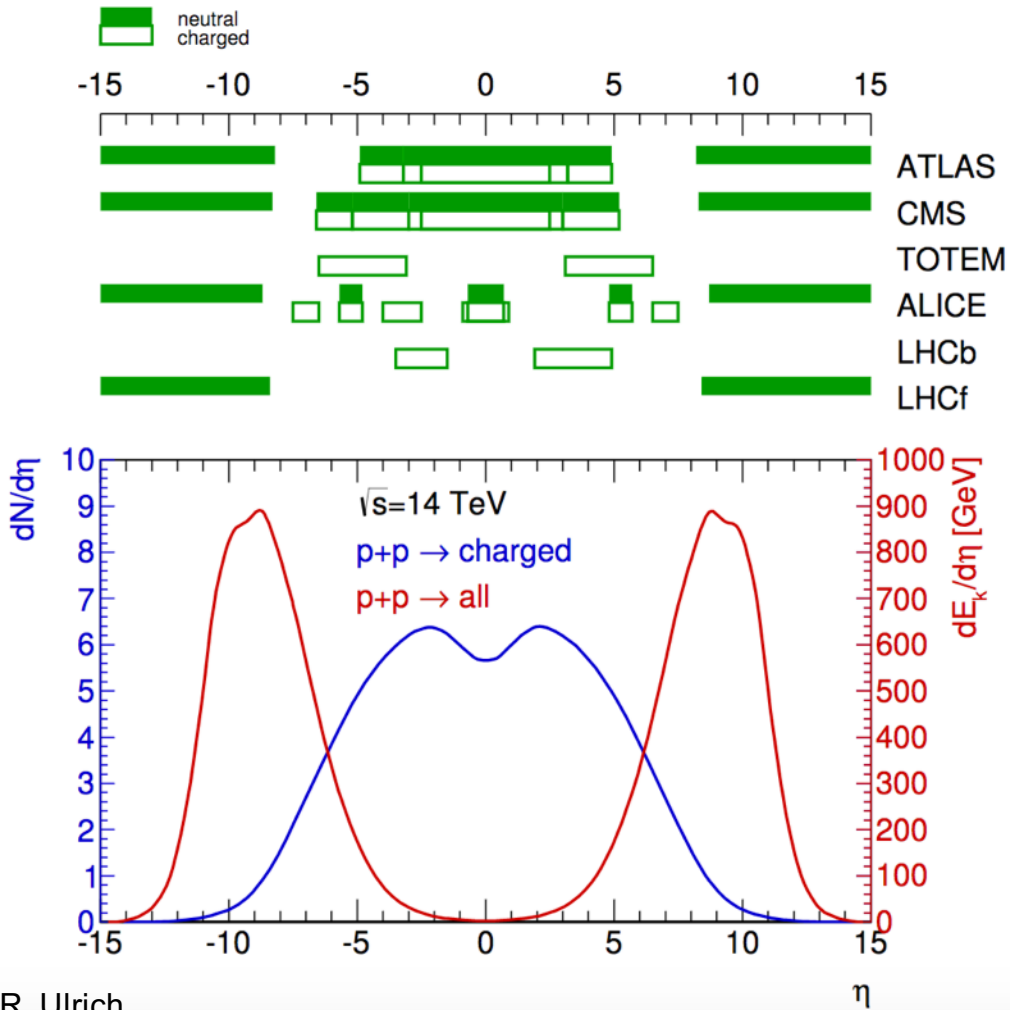 neutral
charged
-15 -10 -5 0 5 10 15
ATLAS
CMS
TOTEM
ALICE
LHCb
LHCf
dN/dη
10
9
8
7
6
5
4
3
2
1
0
√s=14 TeV
p+p → charged
p+p → all
1000
900
800
700
600
500
400
300
200
100
0
dEₖ/dη [GeV]
-15 -10 -5 0 5 10 15
η
R. Ulrich